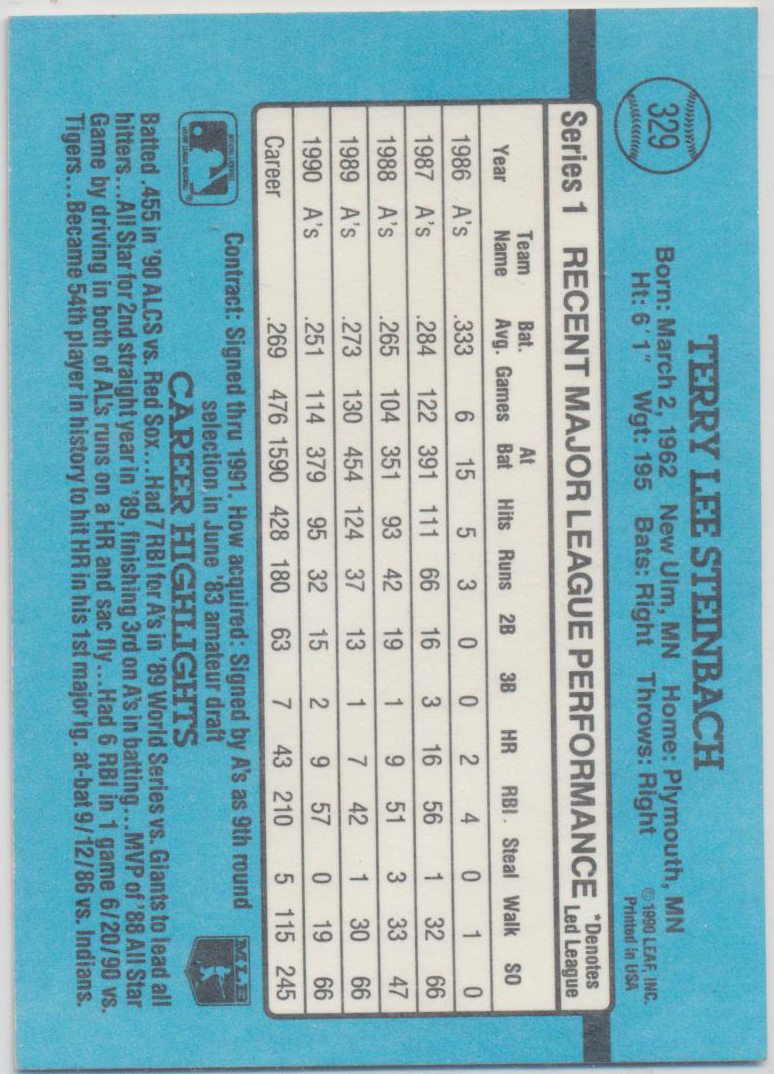 329
TERRY LEE STEINBACH
Born: March 2, 1962 New Ulm, MN Home: Plymouth, MN
Ht: 6'1" Wgt: 195 Bats: Right Throws: Right
©1990 LEAF, INC.
Printed in USA
Series 1 RECENT MAJOR LEAGUE PERFORMANCE *Denotes Led League
Year Team Name Bat. Avg. Games At Bat Hits Runs 2B 3B HR RBI Steal Walk SO
1986 A's .333 6 15 5 3 0 0 2 4 0 1 0
1987 A's .284 122 391 111 66 16 3 16 56 1 32 66
1988 A's .265 104 351 93 42 19 1 9 51 3 33 47
1989 A's .273 130 454 124 37 13 1 7 42 1 30 66
1990 A's .251 114 379 95 32 15 2 9 57 0 19 66
Career .269 476 1590 428 180 63 7 43 210 5 115 245
Contract: Signed thru 1991. How acquired: Signed by A's as 9th round
selection in June '83 amateur draft
MLB
CAREER HIGHLIGHTS
Batted .455 in '90 ALCS vs. Red Sox...Had 7 RBI for A's in '89 World Series vs. Giants to lead all
hitters...All Star for 2nd straight year in '89, finishing 3rd on A's in batting...MVP of '88 All Star
Game by driving in both of AL's runs on a HR and sac fly...Had 6 RBI in 1 game 6/20/90 vs.
Tigers...Became 54th player in history to hit HR in his 1st major lg. at-bat 9/12/86 vs. Indians.